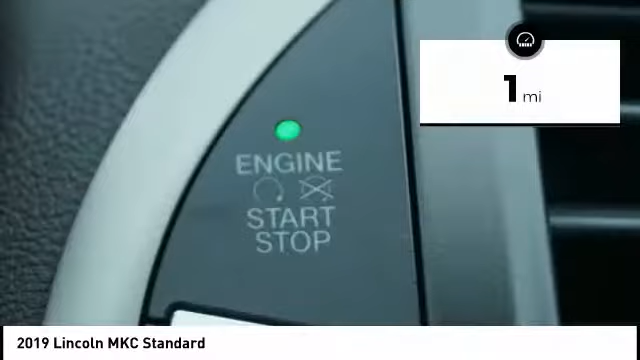 1 mi
ENGINE
START
STOP
2019 Lincoln MKC Standard